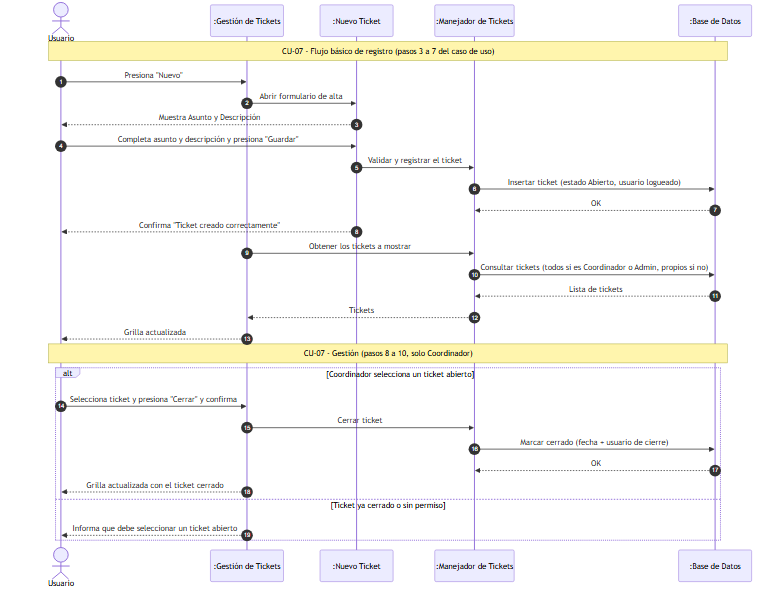 :Gestión de Tickets
:Nuevo Ticket
:Manejador de Tickets
:Base de Datos
Usuario
CU-07 - Flujo básico de registro (pasos 3 a 7 del caso de uso)
1
Presiona "Nuevo"
2
Abrir formulario de alta
3
Muestra Asunto y Descripción
4
Completa asunto y descripción y presiona "Guardar"
5
Validar y registrar el ticket
6
Insertar ticket (estado Abierto, usuario logueado)
7
OK
8
Confirma "Ticket creado correctamente"
9
Obtener los tickets a mostrar
10
Consultar tickets (todos si es Coordinador o Admin, propios si no)
11
Lista de tickets
12
Tickets
13
Grilla actualizada
CU-07 - Gestión (pasos 8 a 10, solo Coordinador)
alt
[Coordinador selecciona un ticket abierto]
14
Selecciona ticket y presiona "Cerrar" y confirma
15
Cerrar ticket
16
Marcar cerrado (fecha + usuario de cierre)
17
OK
18
Grilla actualizada con el ticket cerrado
[Ticket ya cerrado o sin permiso]
19
Informa que debe seleccionar un ticket abierto
:Gestión de Tickets
:Nuevo Ticket
:Manejador de Tickets
:Base de Datos
Usuario